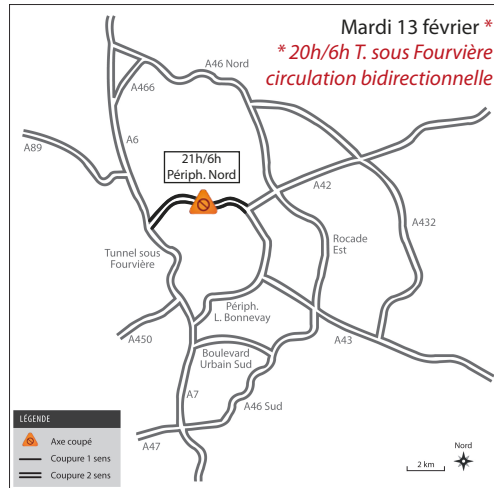 Mardi 13 février *
* 20h/6h T. sous Fourvière
circulation bidirectionnelle
A46 Nord
A466
A6
A89
21h/6h
Périph. Nord
A42
A432
Tunnel sous
Fourvière
Rocade
Est
Périph.
L. Bonnevay
A450
Boulevard
Urbain Sud
A43
A7
A46 Sud
A47
LÉGENDE
Axe coupé
Coupure 1 sens
Coupure 2 sens
2 km
Nord